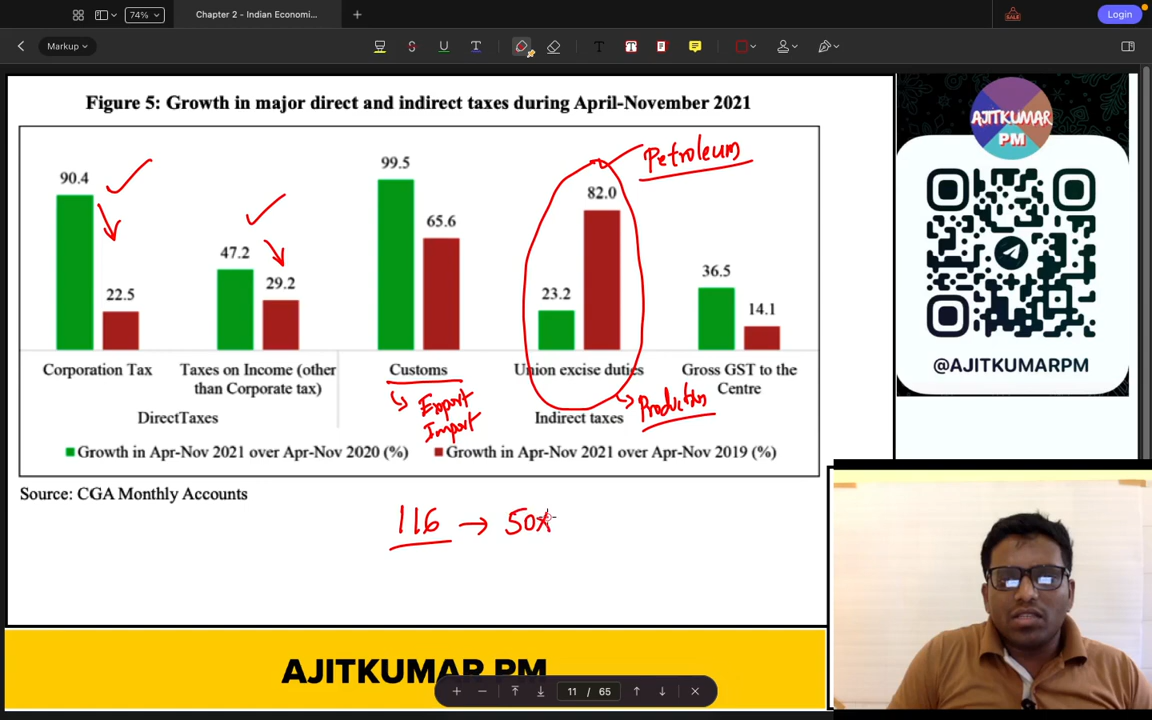 74%
Chapter 2 - Indian Economi...
SALE
Login
Markup
Figure 5: Growth in major direct and indirect taxes during April-November 2021
Petroleum
90.4
22.5
47.2
29.2
99.5
65.6
23.2
82.0
36.5
14.1
Corporation Tax
Taxes on Income (other
than Corporate tax)
Customs
Union excise duties
Gross GST to the
Centre
Export
Import
Production
DirectTaxes
Indirect taxes
Growth in Apr-Nov 2021 over Apr-Nov 2020 (%)
Growth in Apr-Nov 2021 over Apr-Nov 2019 (%)
Source: CGA Monthly Accounts
116 → 50
AJITKUMAR PM
11 / 65
AJITKUMAR
PM
@AJITKUMARPM